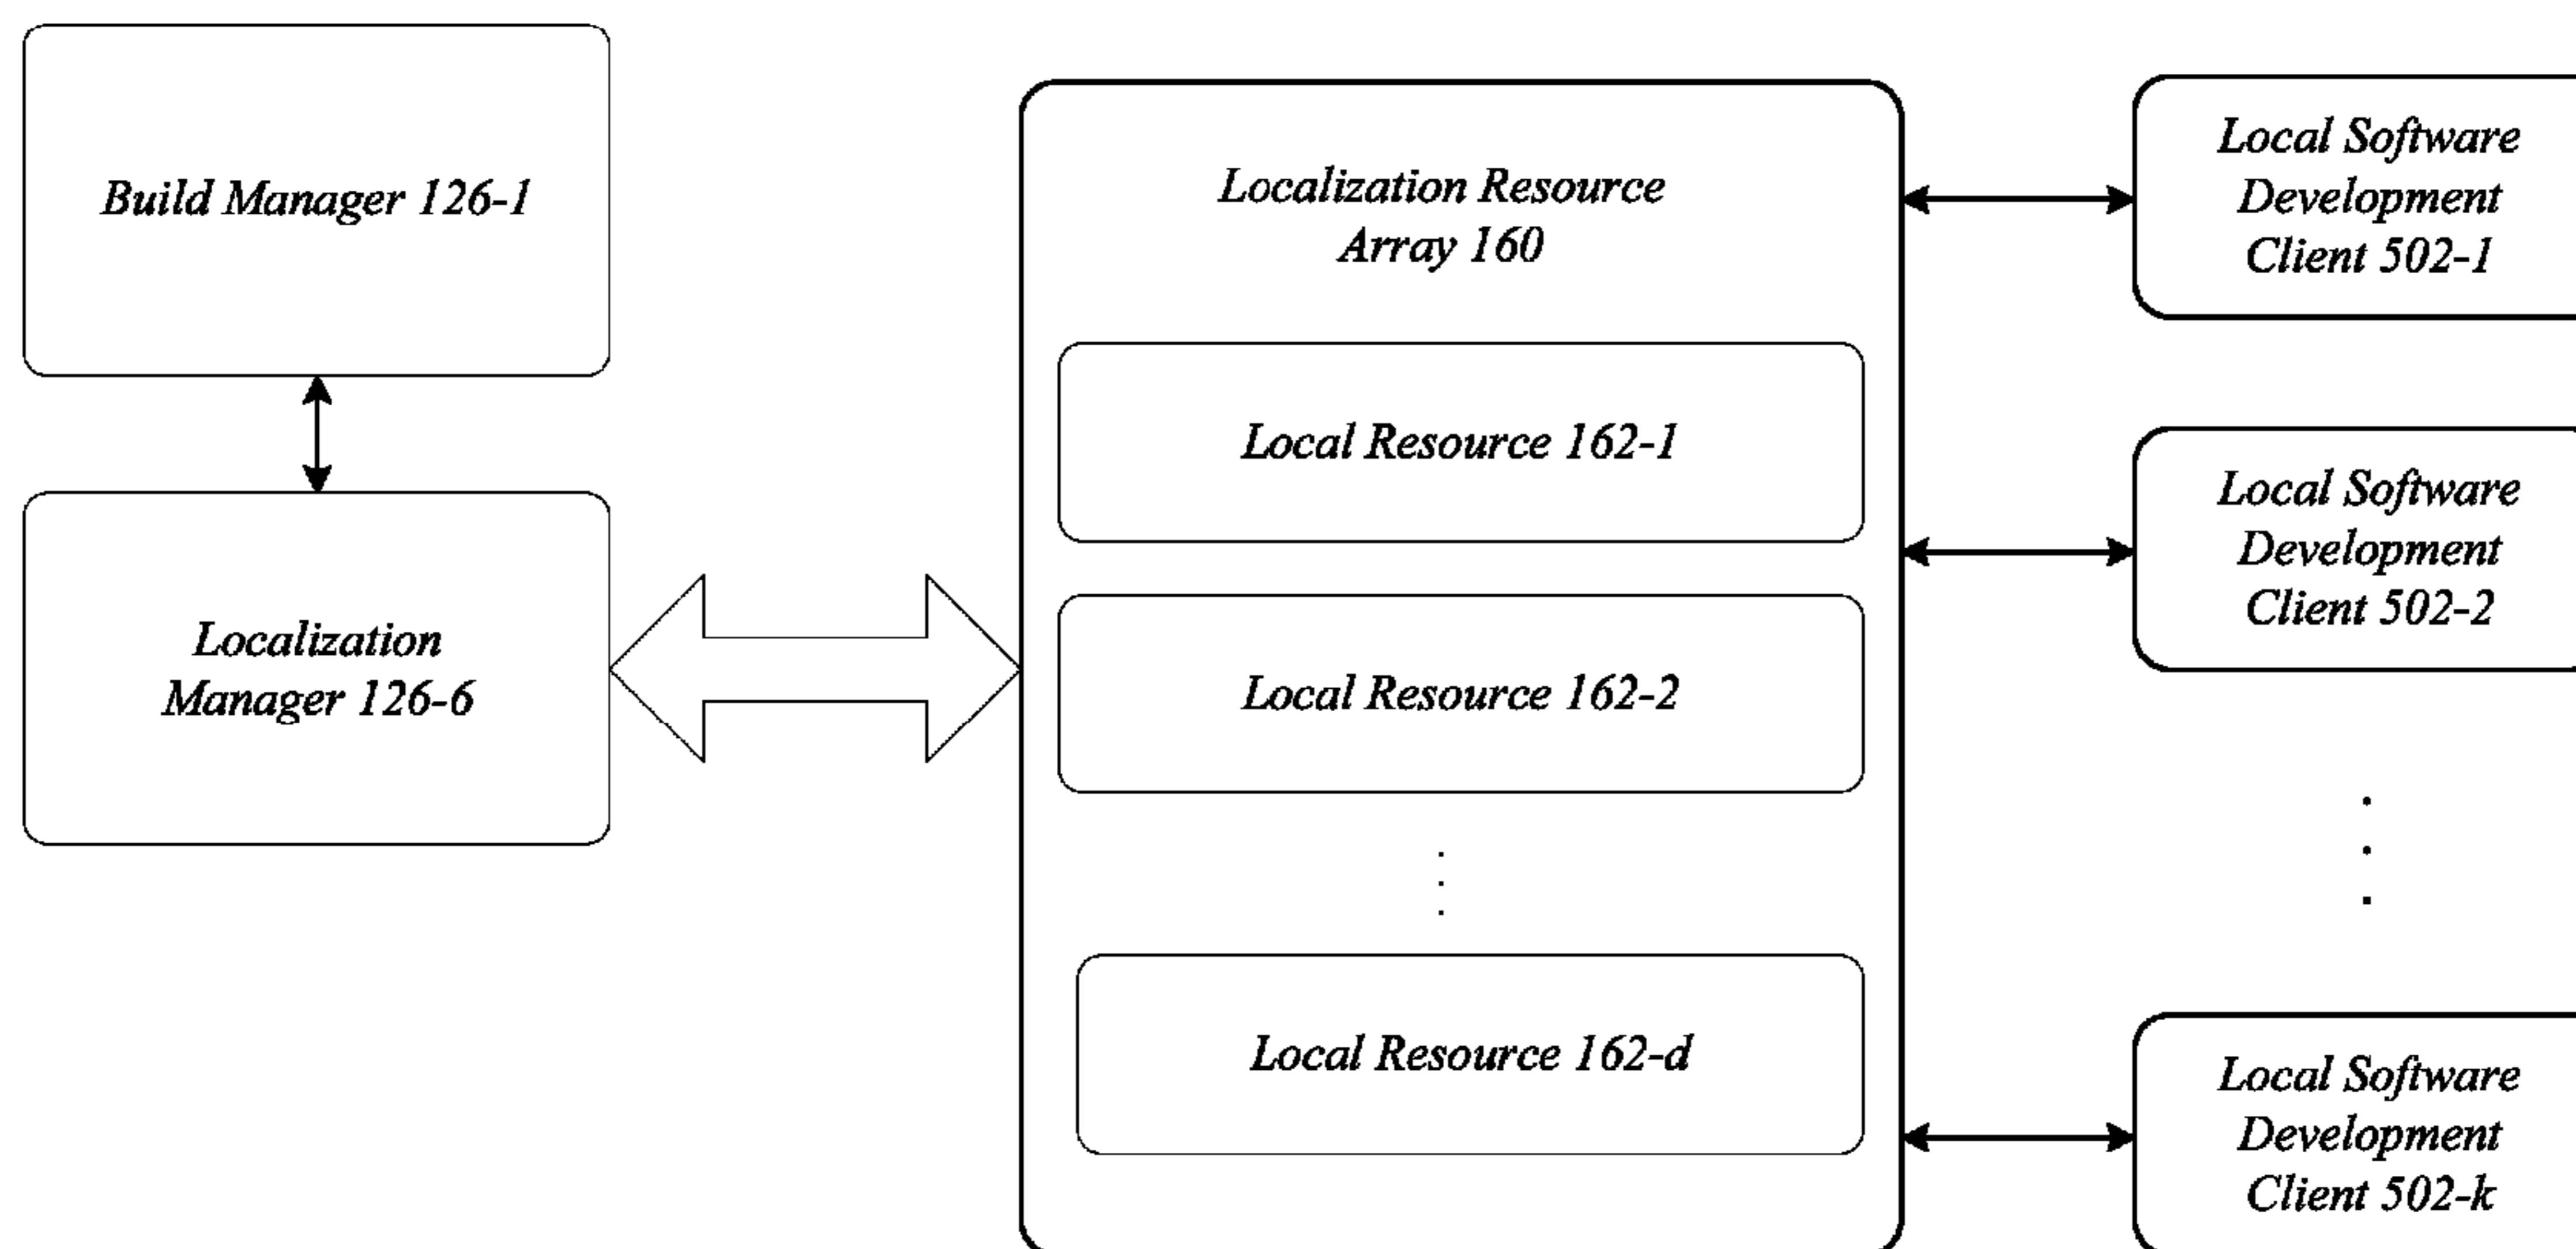 Build Manager 126-1
Localization
Manager 126-6
Localization Resource
Array 160
Local Resource 162-1
Local Resource 162-2
Local Resource 162-d
Local Software
Development
Client 502-1
Local Software
Development
Client 502-2
Local Software
Development
Client 502-k